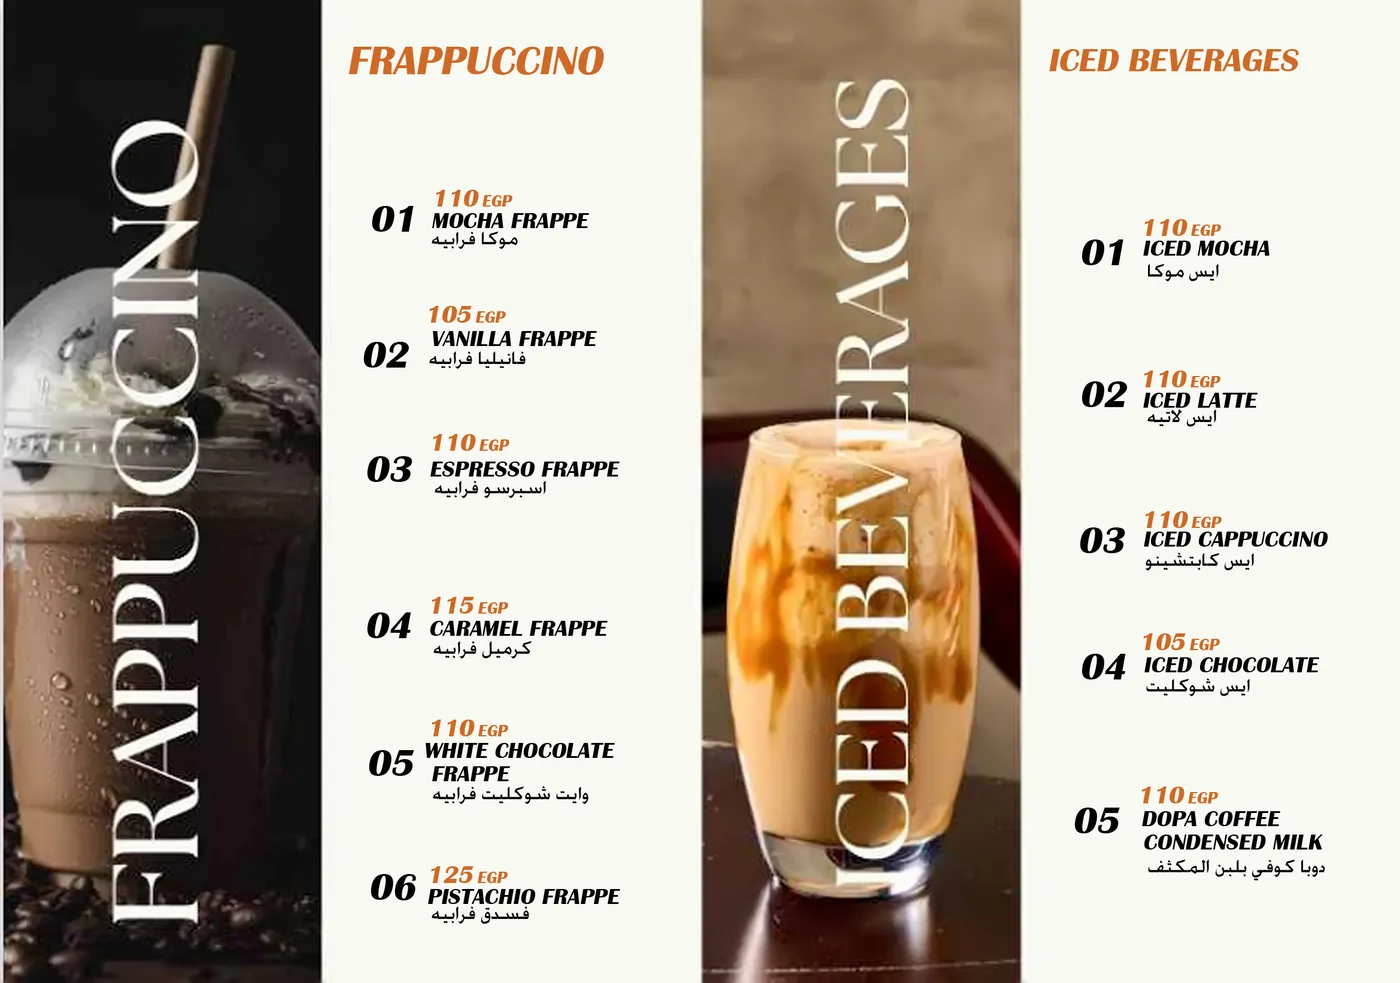 FRAPPUCCINO
FRAPPUCCINO
01
110 EGP
MOCHA FRAPPE
موكا فرابيه
02
105 EGP
VANILLA FRAPPE
فانيليا فرابيه
03
110 EGP
ESPRESSO FRAPPE
اسبرسو فرابيه
04
115 EGP
CARAMEL FRAPPE
كرميل فرابيه
05
110 EGP
WHITE CHOCOLATE
FRAPPE
وايت شوكليت فرابيه
06
125 EGP
PISTACHIO FRAPPE
فسدق فرابيه
ICED BEVERAGES
ICED BEVERAGES
01
110 EGP
ICED MOCHA
ايس موكا
02
110 EGP
ICED LATTE
ايس لاتيه
03
110 EGP
ICED CAPPUCCINO
ايس كابتشينو
04
105 EGP
ICED CHOCOLATE
ايس شوكليت
05
110 EGP
DOPA COFFEE
CONDENSED MILK
دوبا كوفي بلبن المكثف